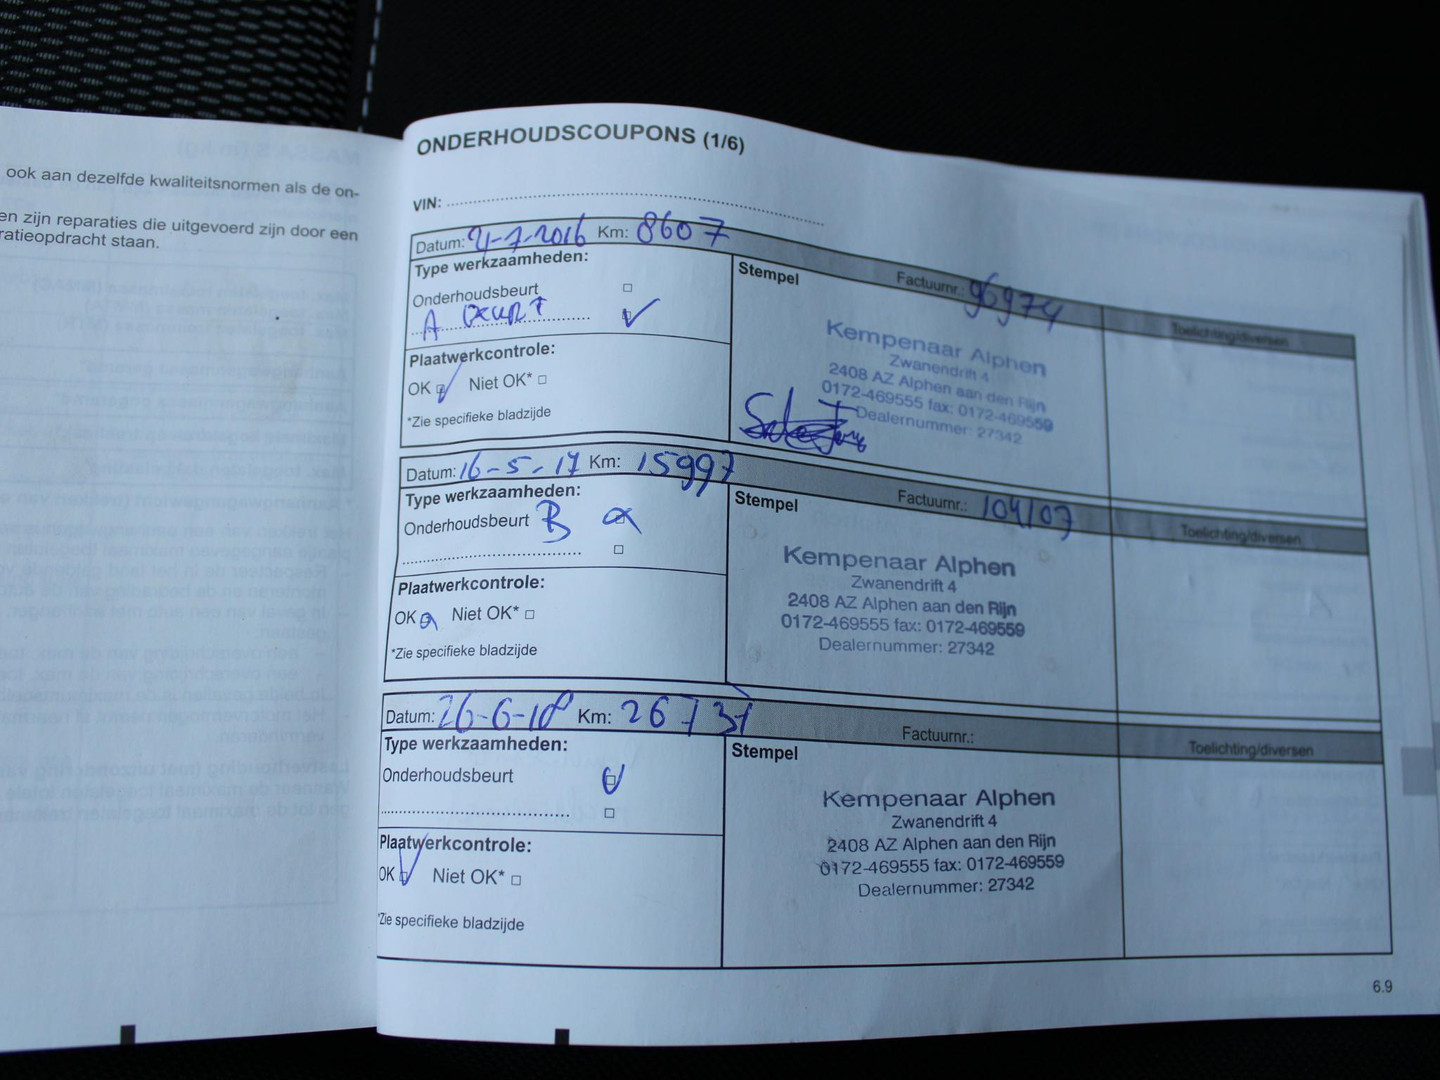 ook aan dezelfde kwaliteitsnormen als de on-
en zijn reparaties die uitgevoerd zijn door een
ratieopdracht staan.
ONDERHOUDSCOUPONS (1/6)
VIN:
Datum: 21-7-2016 Km: 8607
Type werkzaamheden:
Onderhoudsbeurt
A BEURT
Plaatwerkcontrole:
OK Niet OK*
*Zie specifieke bladzijde
Stempel Factuurnr.: 96974
Kempenaar Alphen
Zwanendrift 4
2408 AZ Alphen aan den Rijn
0172-469555 fax: 0172-469559
Dealernummer: 27342
Toelichting/diversen
Datum: 16-5-17 Km: 15997
Type werkzaamheden:
Onderhoudsbeurt B
Plaatwerkcontrole:
OK Niet OK*
*Zie specifieke bladzijde
Stempel Factuurnr.: 104107
Kempenaar Alphen
Zwanendrift 4
2408 AZ Alphen aan den Rijn
0172-469555 fax: 0172-469559
Dealernummer: 27342
Toelichting/diversen
Datum: 26-6-18 Km: 26731
Type werkzaamheden:
Onderhoudsbeurt
Plaatwerkcontrole:
OK Niet OK*
*Zie specifieke bladzijde
Stempel Factuurnr.:
Kempenaar Alphen
Zwanendrift 4
2408 AZ Alphen aan den Rijn
0172-469555 fax: 0172-469559
Dealernummer: 27342
Toelichting/diversen
6.9